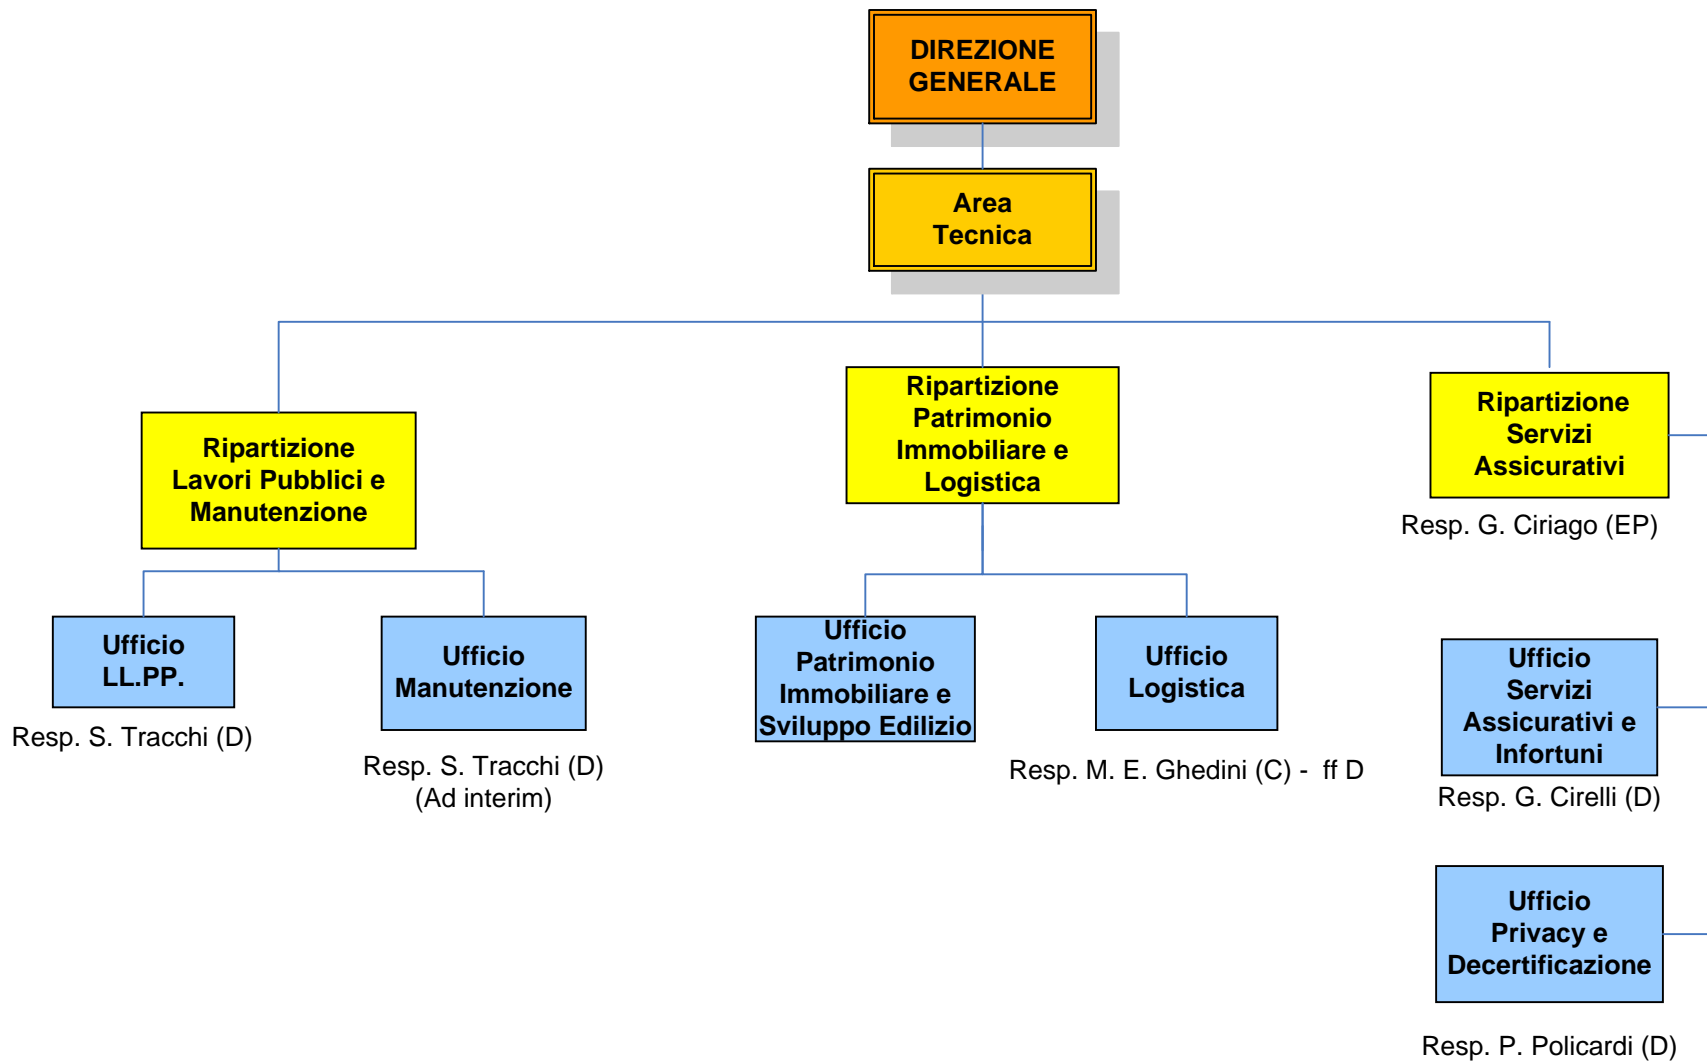 DIREZIONE
GENERALE
Area
Tecnica
Ripartizione
Lavori Pubblici e
Manutenzione
Ripartizione
Patrimonio
Immobiliare e
Logistica
Ripartizione
Servizi
Assicurativi
Resp. G. Ciriago (EP)
Ufficio
LL.PP.
Resp. S. Tracchi (D)
Ufficio
Manutenzione
Resp. S. Tracchi (D)
(Ad interim)
Ufficio
Patrimonio
Immobiliare e
Sviluppo Edilizio
Ufficio
Logistica
Resp. M. E. Ghedini (C) - ff D
Ufficio
Servizi
Assicurativi e
Infortuni
Resp. G. Cirelli (D)
Ufficio
Privacy e
Decertificazione
Resp. P. Policardi (D)